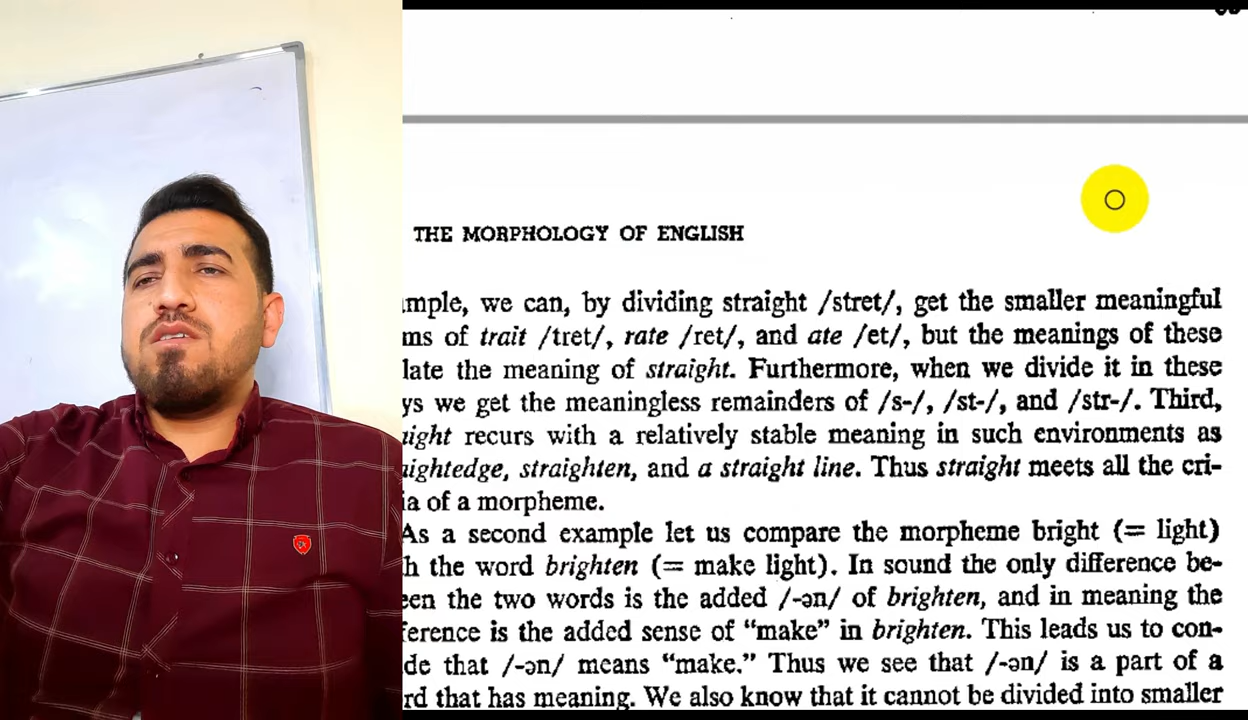 THE MORPHOLOGY OF ENGLISH
mple, we can, by dividing straight /stret/, get the smaller meaningful
ms of trait /tret/, rate /ret/, and ate /et/, but the meanings of these
late the meaning of straight. Furthermore, when we divide it in these
ys we get the meaningless remainders of /s-/, /st-/, and /str-/. Third,
ight recurs with a relatively stable meaning in such environments as
ightedge, straighten, and a straight line. Thus straight meets all the cri-
ia of a morpheme.
As a second example let us compare the morpheme bright (= light)
h the word brighten (= make light). In sound the only difference be-
een the two words is the added /-ən/ of brighten, and in meaning the
ference is the added sense of "make" in brighten. This leads us to con-
de that /-ən/ means "make." Thus we see that /-ən/ is a part of a
rd that has meaning. We also know that it cannot be divided into smaller